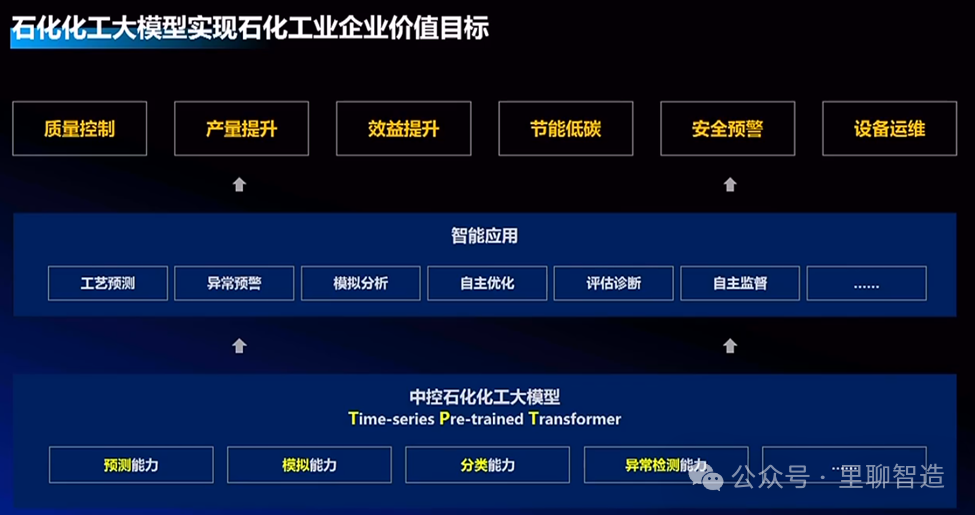 石化化工大模型实现石化工业企业价值目标
质量控制 产量提升 效益提升 节能低碳 安全预警 设备运维
智能应用
工艺预测 异常预警 模拟分析 自主优化 评估诊断 自主监督 ......
中控石化化工大模型
Time-series Pre-trained Transformer
预测能力 模拟能力 分类能力 异常检测能力 ......
公众号 · 里聊智造